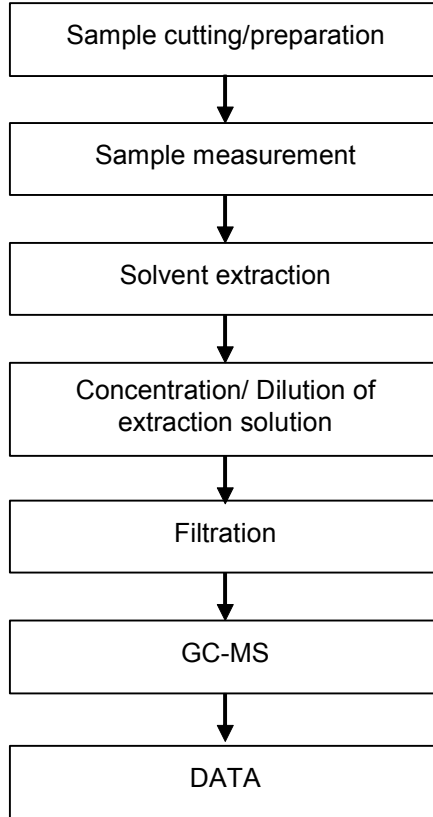 Sample cutting/preparation
Sample measurement
Solvent extraction
Concentration/ Dilution of
extraction solution
Filtration
GC-MS
DATA